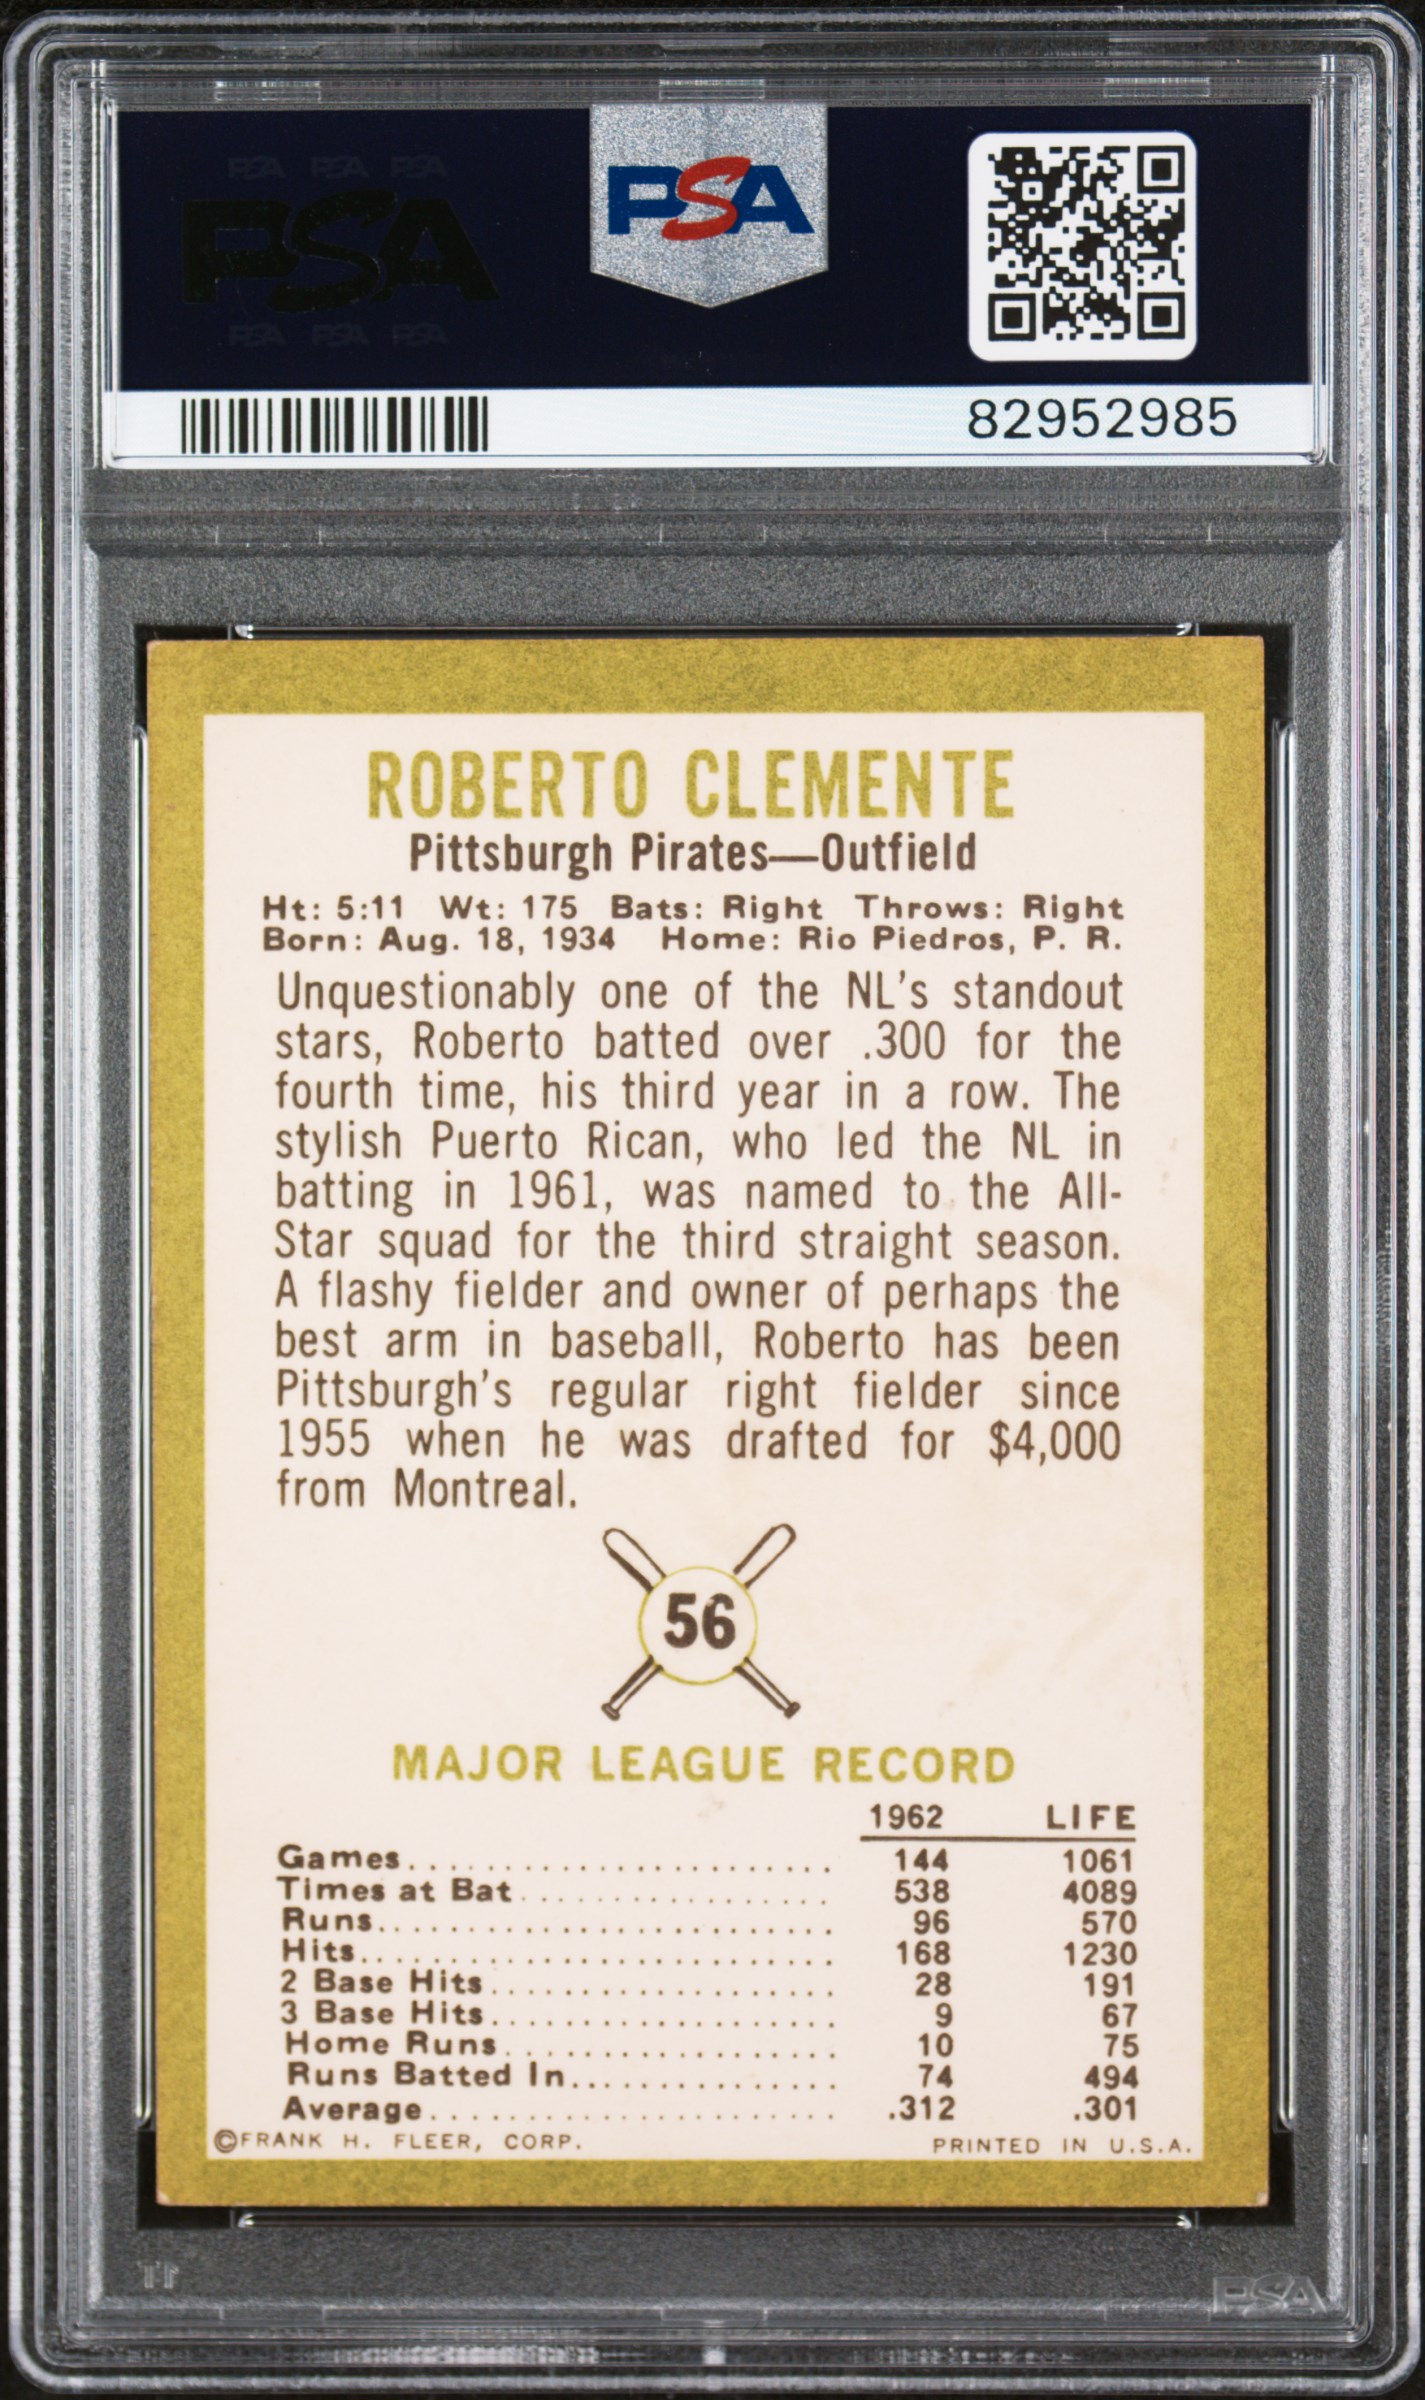 PSA PSA PSA
PSA
PSA PSA PSA
PSA
82952985
ROBERTO CLEMENTE
Pittsburgh Pirates—Outfield
Ht: 5:11 Wt: 175 Bats: Right Throws: Right
Born: Aug. 18, 1934 Home: Rio Piedros, P. R.
Unquestionably one of the NL's standout
stars, Roberto batted over .300 for the
fourth time, his third year in a row. The
stylish Puerto Rican, who led the NL in
batting in 1961, was named to the All-
Star squad for the third straight season.
A flashy fielder and owner of perhaps the
best arm in baseball, Roberto has been
Pittsburgh's regular right fielder since
1955 when he was drafted for $4,000
from Montreal.
56
MAJOR LEAGUE RECORD
1962 LIFE
Games. . . . . . . . . . . . . . . . . . . . . . . 144 1061
Times at Bat. . . . . . . . . . . . . . . . . 538 4089
Runs. . . . . . . . . . . . . . . . . . . . . . . . 96 570
Hits. . . . . . . . . . . . . . . . . . . . . . . . . 168 1230
2 Base Hits. . . . . . . . . . . . . . . . . . . 28 191
3 Base Hits. . . . . . . . . . . . . . . . . . . 9 67
Home Runs. . . . . . . . . . . . . . . . . . 10 75
Runs Batted In. . . . . . . . . . . . . . . 74 494
Average. . . . . . . . . . . . . . . . . . . . . . .312 .301
©FRANK H. FLEER, CORP. PRINTED IN U.S.A.
PSA